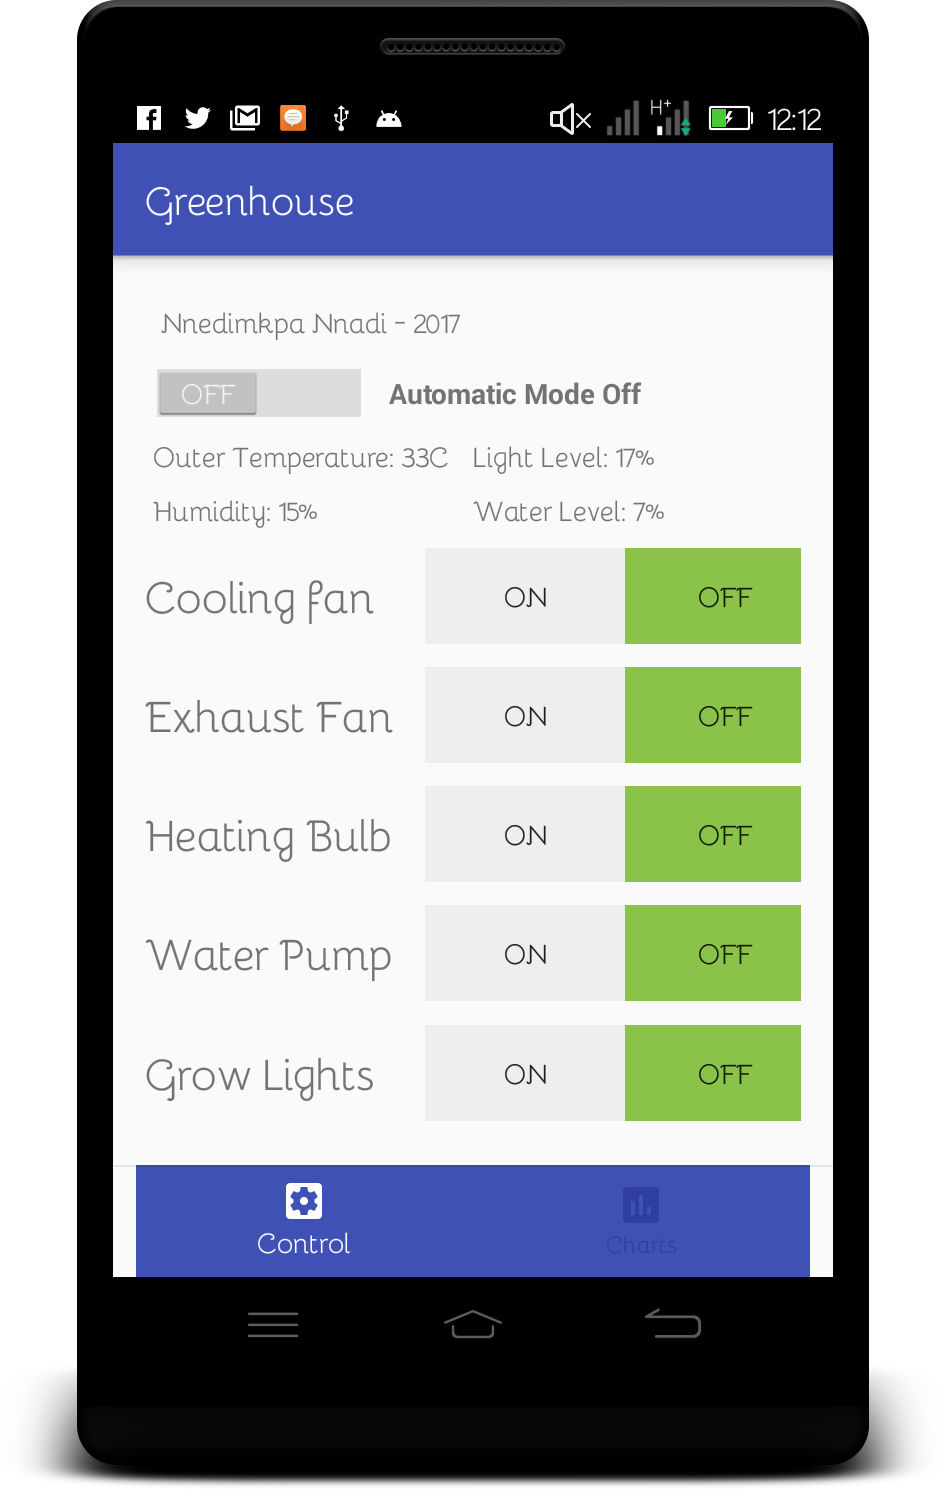 H+ 12:12
Greenhouse
Nnedimkpa Nnadi - 2017
OFF Automatic Mode Off
Outer Temperature: 33C Light Level: 17%
Humidity: 15% Water Level: 7%
Cooling fan ON OFF
Exhaust Fan ON OFF
Heating Bulb ON OFF
Water Pump ON OFF
Grow Lights ON OFF
Control Charts